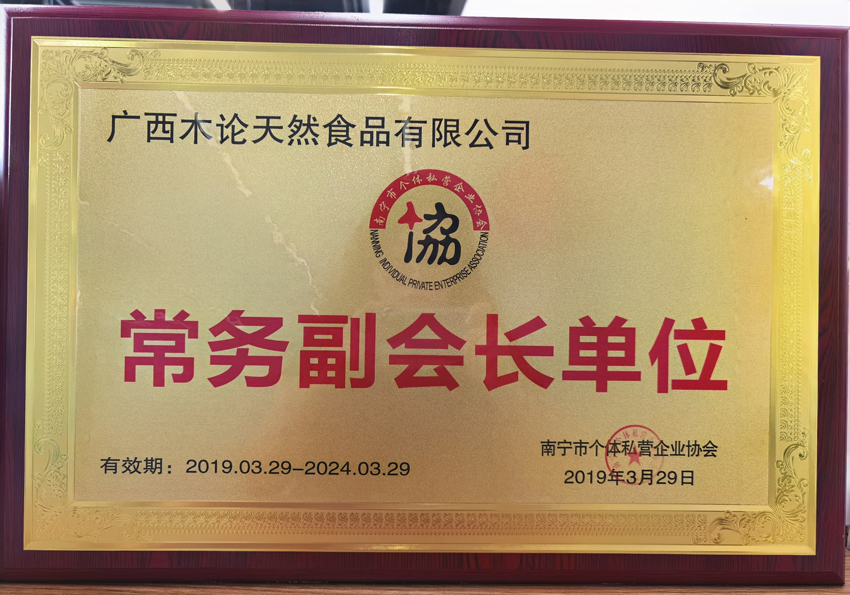 广西木论天然食品有限公司
南宁市个体私营企业协会
協
NANNING INDIVIDUAL PRIVATE ENTERPRISE ASSOCIATION
常务副会长单位
有效期：2019.03.29-2024.03.29
南宁市个体私营企业协会
2019年3月29日